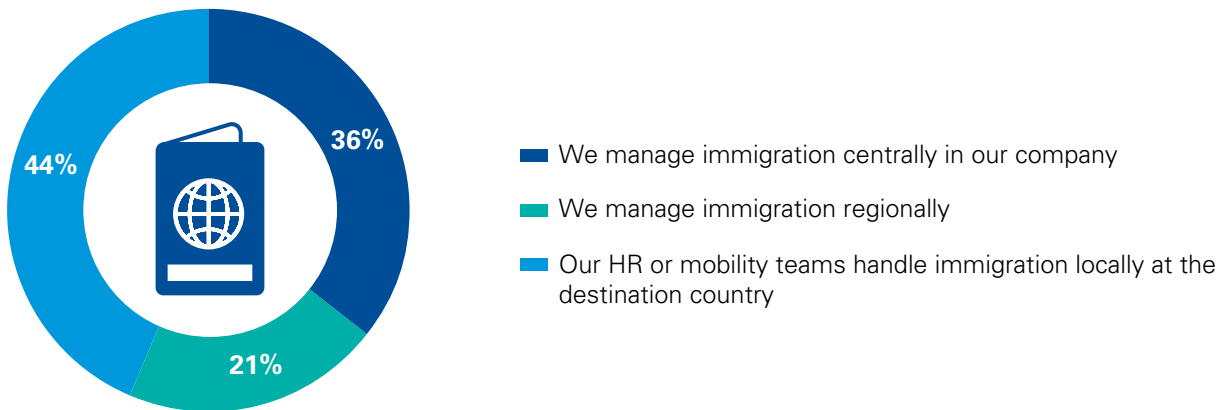 36%
44%
21%
We manage immigration centrally in our company
We manage immigration regionally
Our HR or mobility teams handle immigration locally at the
destination country